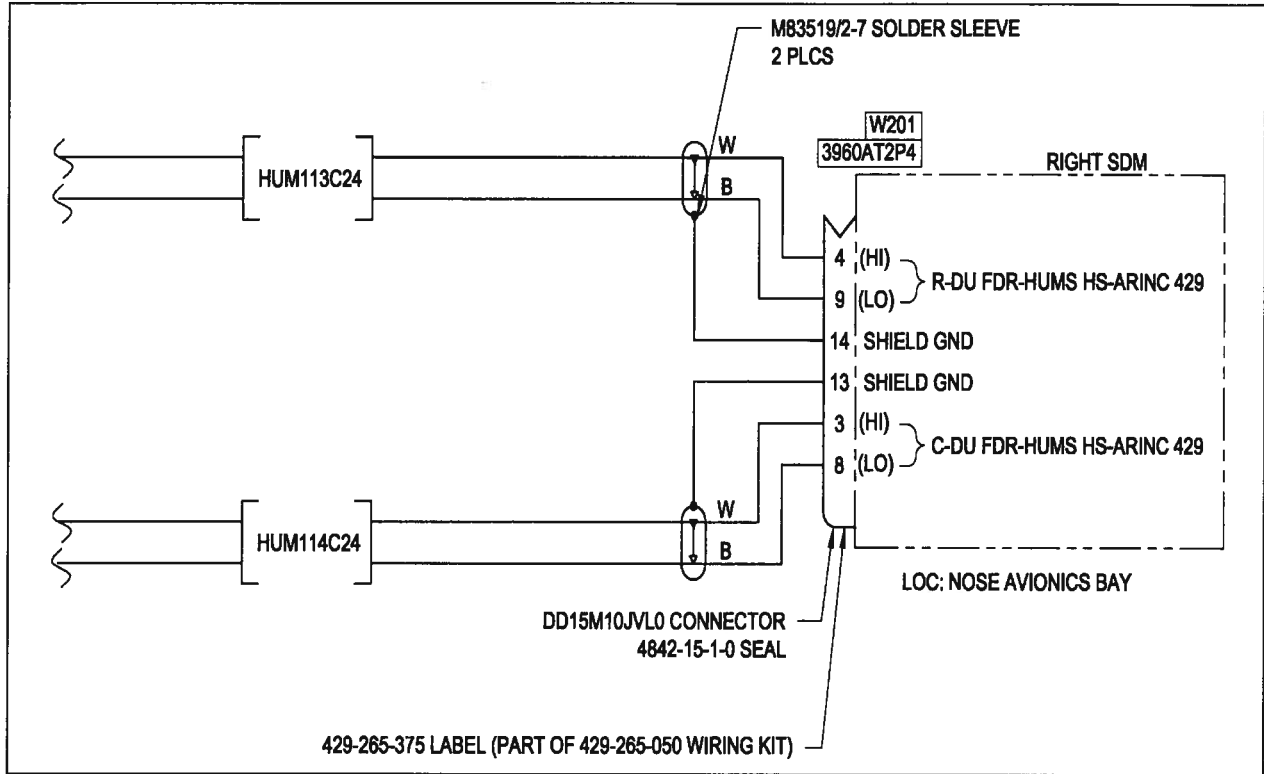 M83519/2-7 SOLDER SLEEVE
2 PLCS
W201
3960AT2P4
RIGHT SDM
W
HUM113C24
B
4 (HI)
R-DU FDR-HUMS HS-ARINC 429
9 (LO)
14 SHIELD GND
13 SHIELD GND
3 (HI)
C-DU FDR-HUMS HS-ARINC 429
8 (LO)
W
HUM114C24
B
LOC: NOSE AVIONICS BAY
DD15M10JVL0 CONNECTOR
4842-15-1-0 SEAL
429-265-375 LABEL (PART OF 429-265-050 WIRING KIT)